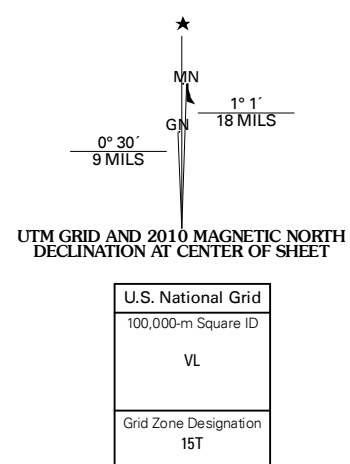 ★
MN
1° 1´
18 MILS
GN
0° 30´
9 MILS
UTM GRID AND 2010 MAGNETIC NORTH
DECLINATION AT CENTER OF SHEET
U.S. National Grid
100,000-m Square ID
VL
Grid Zone Designation
15T